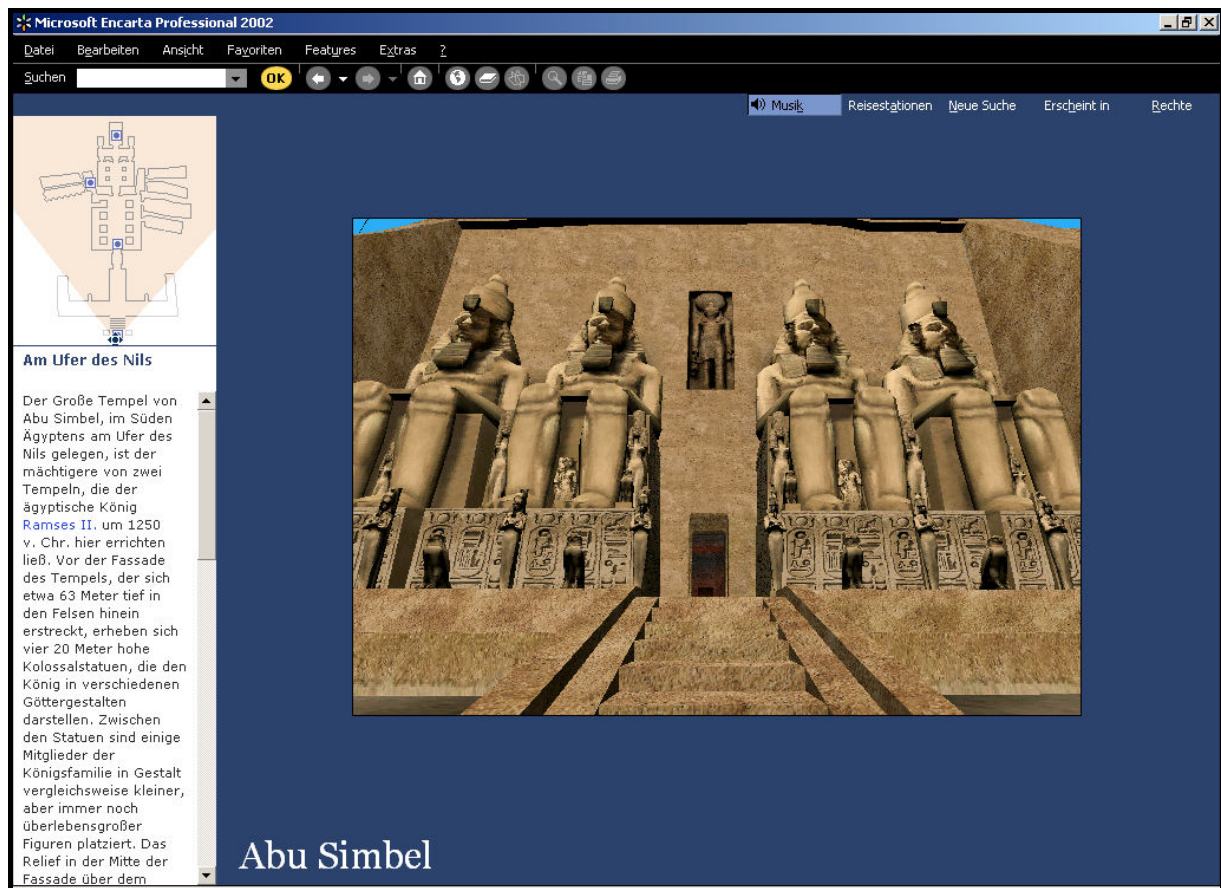 Microsoft Encarta Professional 2002
Datei Bearbeiten Ansicht Favoriten Features Extras ?
Suchen OK
Musik Reisestationen Neue Suche Erscheint in Rechte
Am Ufer des Nils
Der Große Tempel von
Abu Simbel, im Süden
Ägyptens am Ufer des
Nils gelegen, ist der
mächtigere von zwei
Tempeln, die der
ägyptische König
Ramses II. um 1250
v. Chr. hier errichten
ließ. Vor der Fassade
des Tempels, der sich
etwa 63 Meter tief in
den Felsen hinein
erstreckt, erheben sich
vier 20 Meter hohe
Kolossalstatuen, die den
König in verschiedenen
Göttergestalten
darstellen. Zwischen
den Statuen sind einige
Mitglieder der
Königsfamilie in Gestalt
vergleichsweise kleiner,
aber immer noch
überlebensgroßer
Figuren platziert. Das
Relief in der Mitte der
Fassade über dem
Abu Simbel